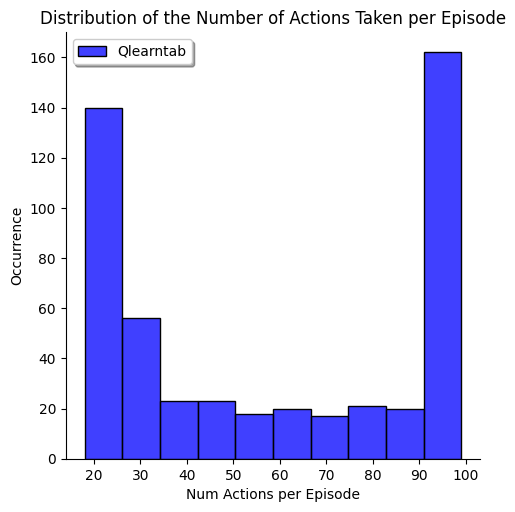 Distribution of the Number of Actions Taken per Episode
Qlearntab
160
140
120
100
80
60
40
20
0
Occurrence
20 30 40 50 60 70 80 90 100
Num Actions per Episode